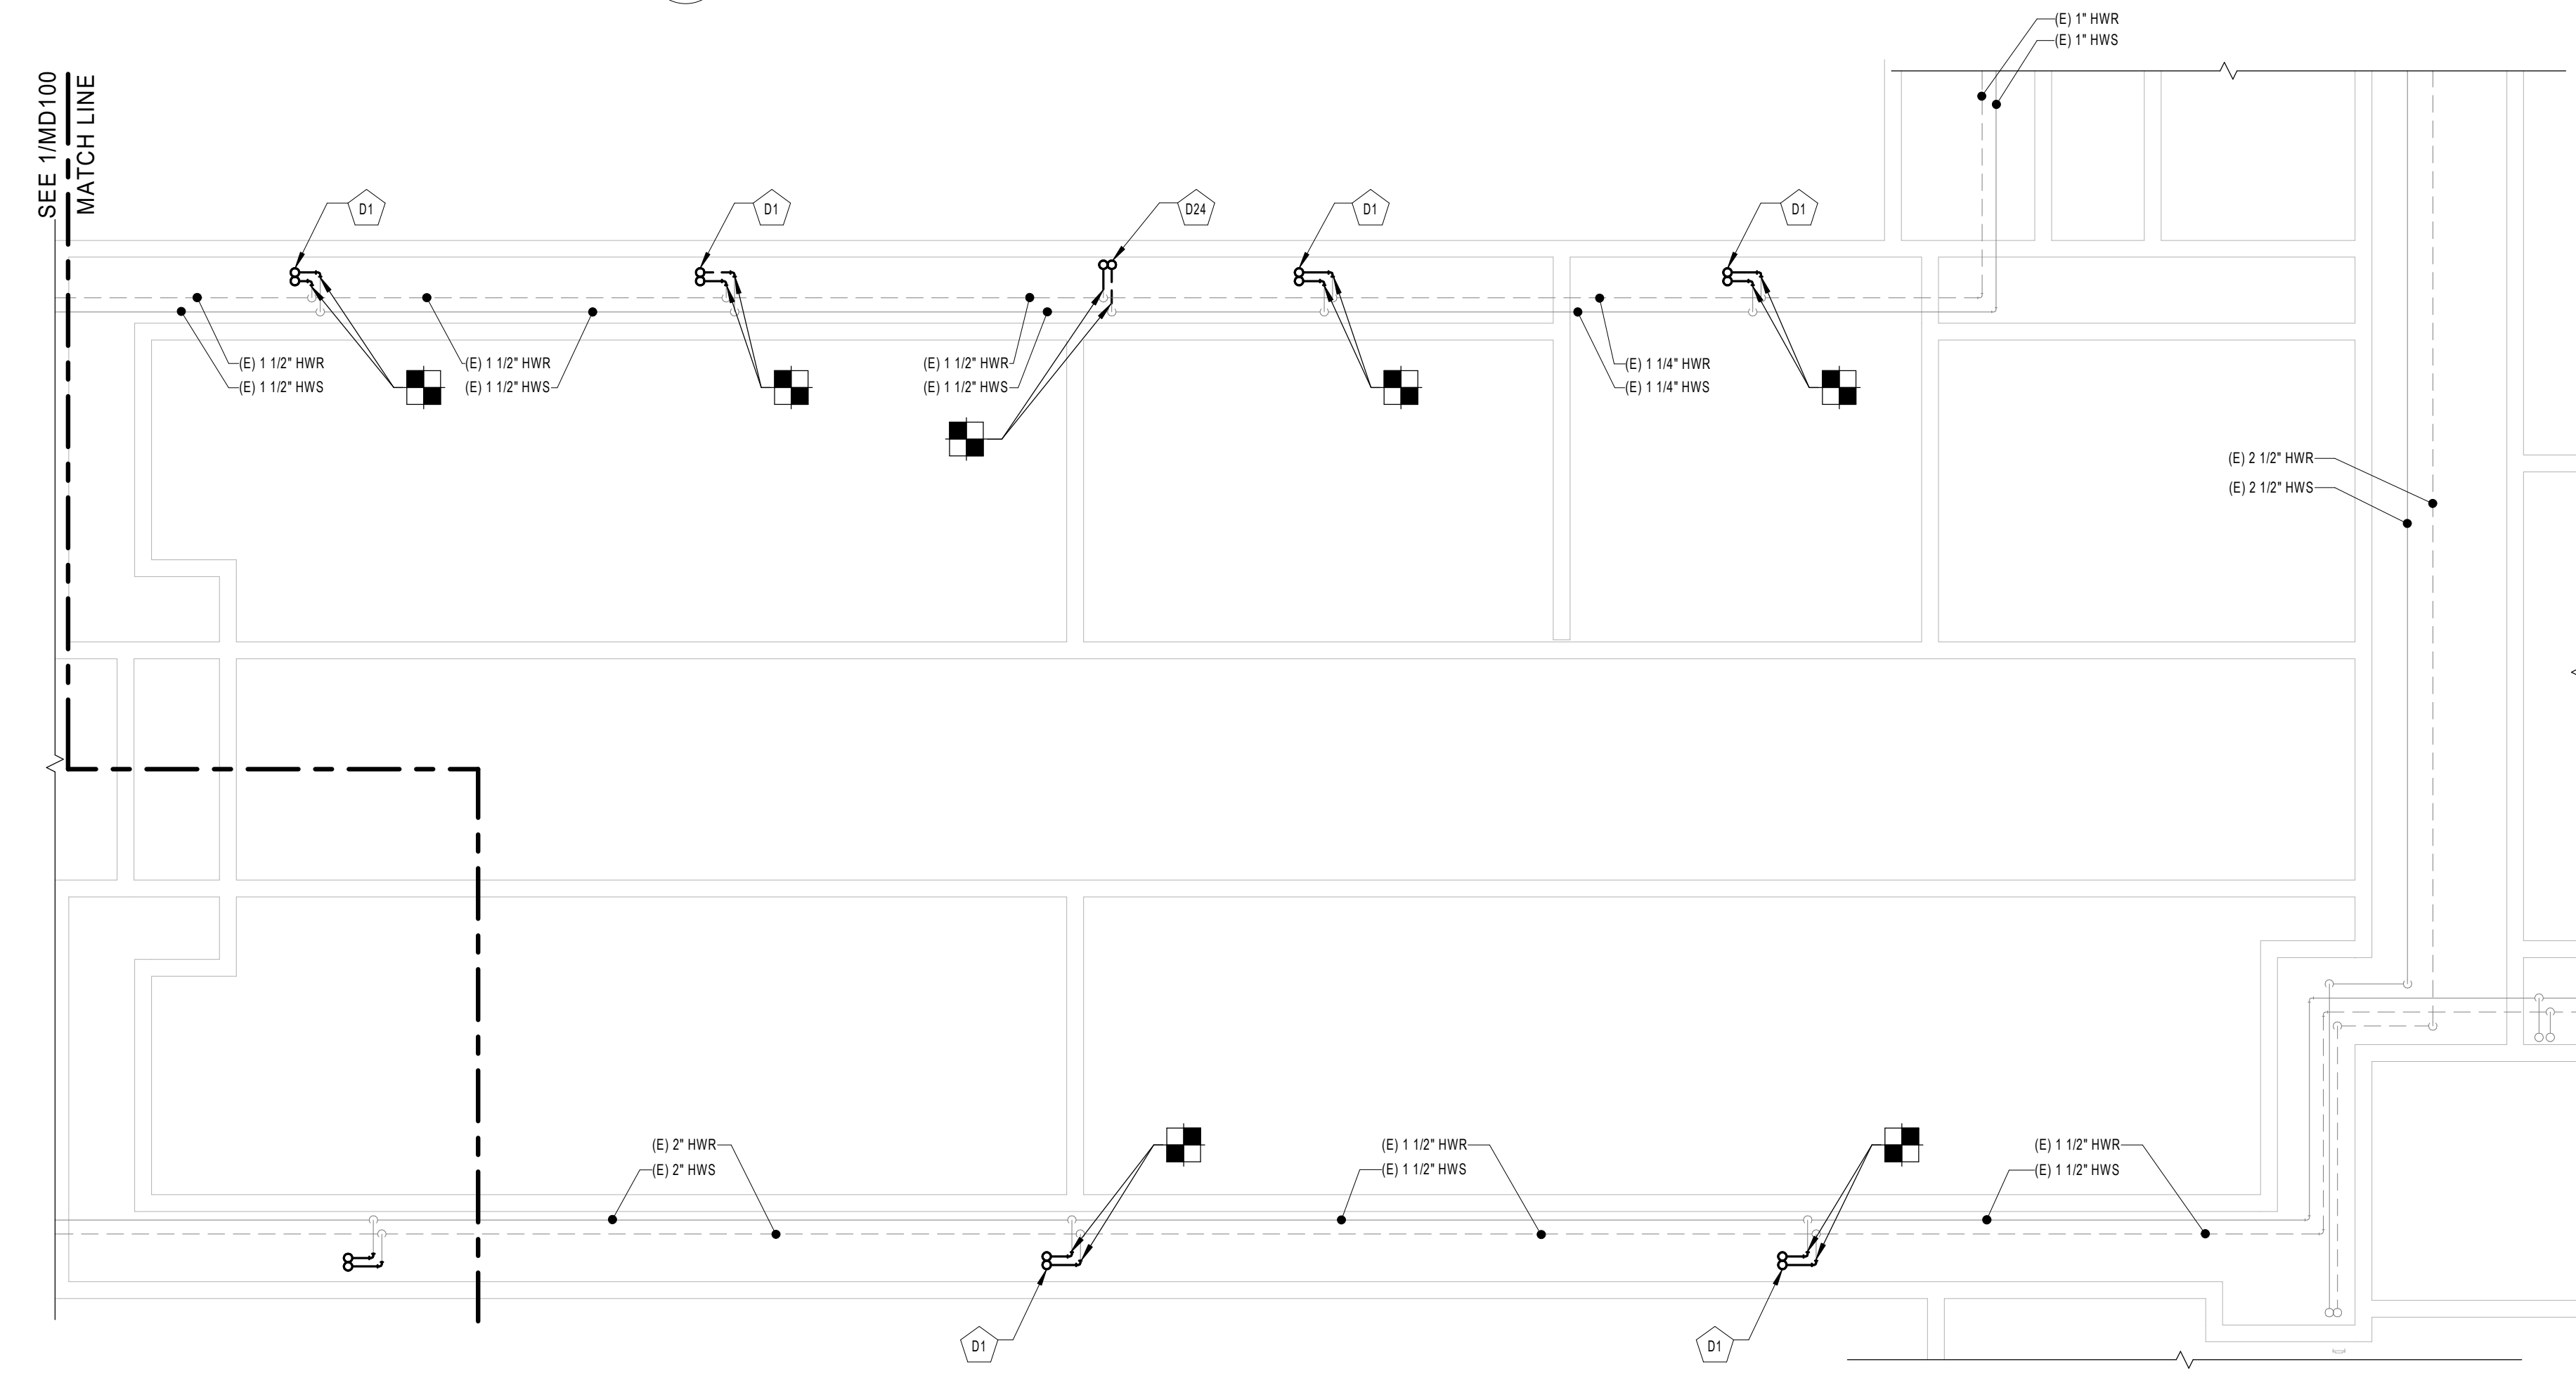 (E) 1" HWR
(E) 1" HWS
SEE 1/MD100
MATCH LINE
D1
D1
D24
D1
D1
(E) 1 1/2" HWR
(E) 1 1/2" HWS
(E) 1 1/2" HWR
(E) 1 1/2" HWS
(E) 1 1/2" HWR
(E) 1 1/2" HWS
(E) 1 1/4" HWR
(E) 1 1/4" HWS
(E) 2 1/2" HWR
(E) 2 1/2" HWS
(E) 2" HWR
(E) 2" HWS
(E) 1 1/2" HWR
(E) 1 1/2" HWS
(E) 1 1/2" HWR
(E) 1 1/2" HWS
D1
D1